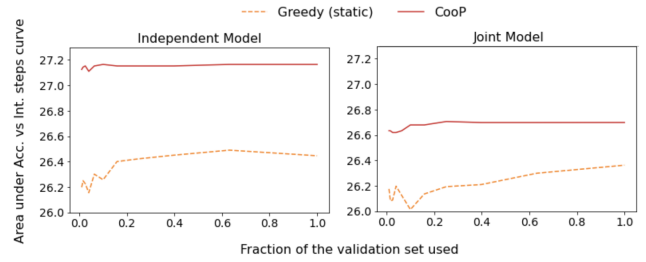 Greedy (static) CooP
Independent Model
Joint Model
Area under Acc. vs Int. steps curve
27.2
27.0
26.8
26.6
26.4
26.2
26.0
0.0 0.2 0.4 0.6 0.8 1.0
27.2
27.0
26.8
26.6
26.4
26.2
26.0
0.0 0.2 0.4 0.6 0.8 1.0
Fraction of the validation set used